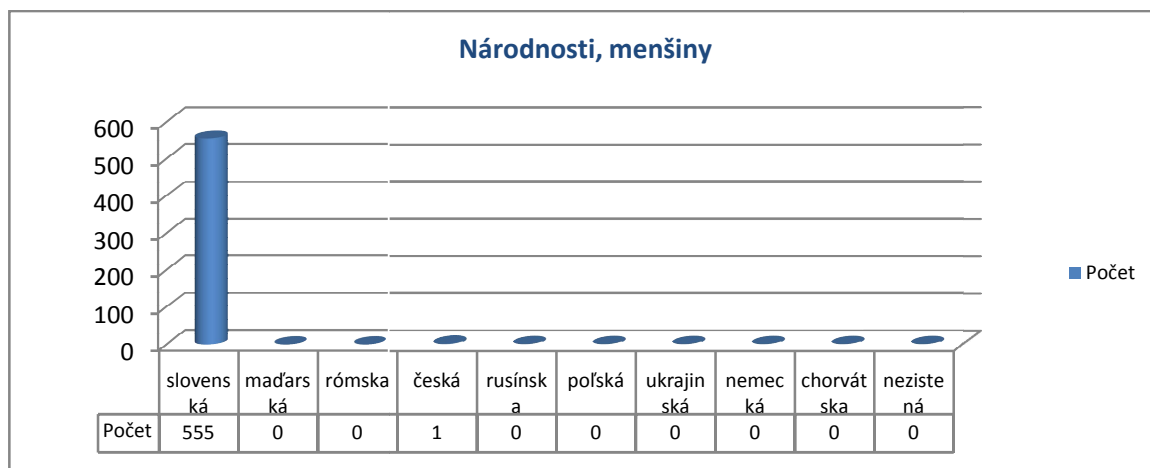 Národnosti, menšiny
600
500
400
300
200
100
0
Počet
slovens maďars rómska česká rusínsk poľská ukrajin nemec chorvát neziste
ká ká a ská ká ska ná
Počet 555 0 0 1 0 0 0 0 0 0